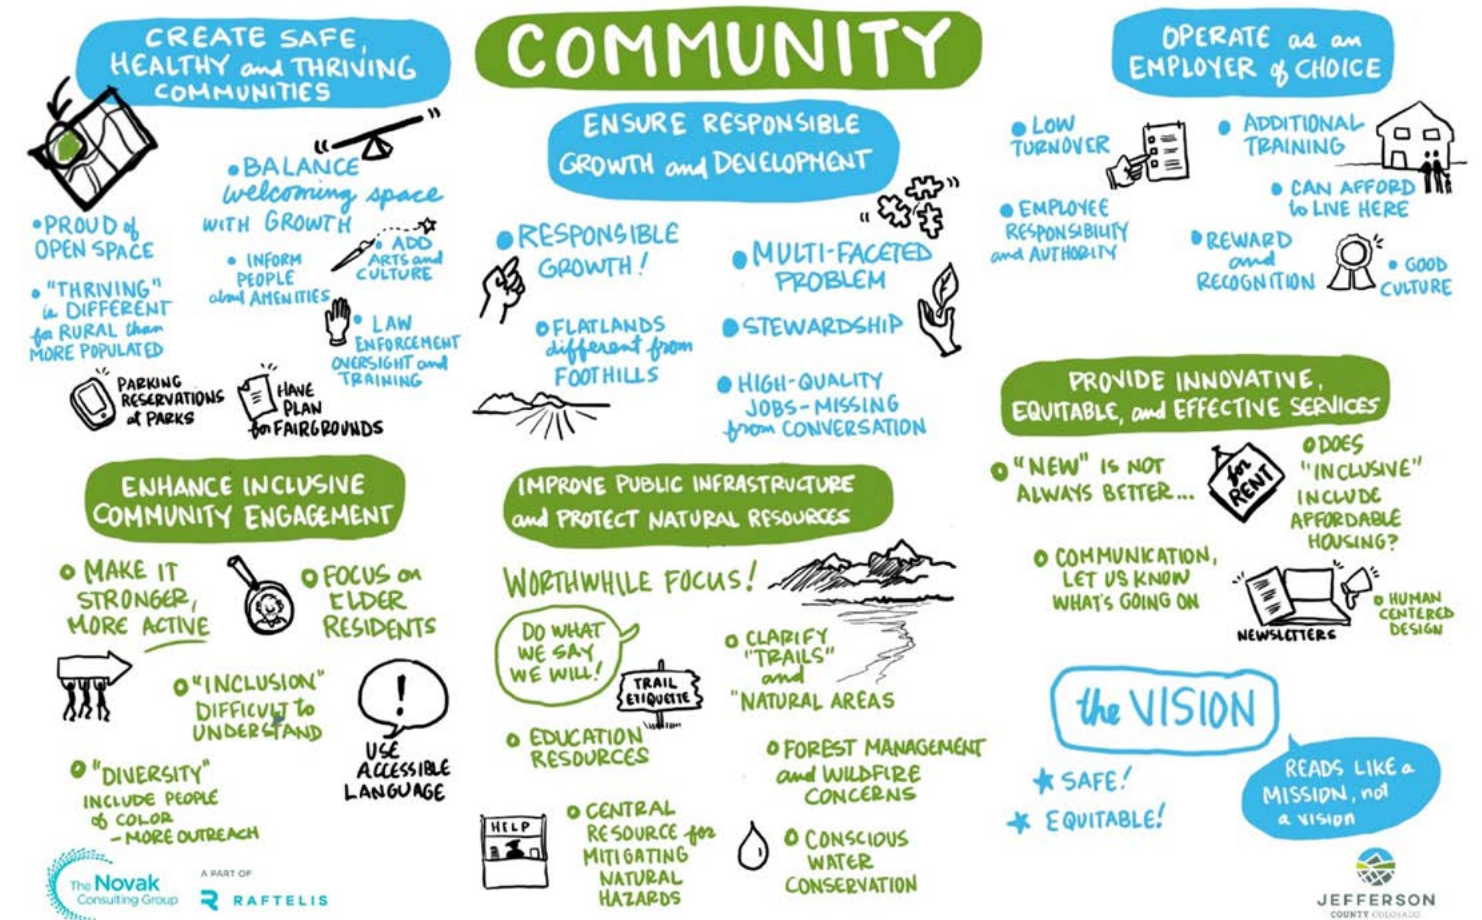 COMMUNITY
CREATE SAFE,
HEALTHY and THRIVING
COMMUNITIES
• PROUD of
OPEN SPACE
• "THRIVING"
is DIFFERENT
for RURAL than
MORE POPULATED
• BALANCE
welcoming space
WITH GROWTH
• INFORM
PEOPLE
about AMENITIES
• ADD
ARTS and
CULTURE
• LAW
ENFORCEMENT
OVERSIGHT and
TRAINING
PARKING
RESERVATIONS
at PARKS
HAVE
PLAN
for FAIRGROUNDS
ENSURE RESPONSIBLE
GROWTH and DEVELOPMENT
• RESPONSIBLE
GROWTH!
• FLATLANDS
different from
FOOTHILLS
• MULTI-FACETED
PROBLEM
• STEWARDSHIP
• HIGH-QUALITY
JOBS - MISSING
from CONVERSATION
OPERATE as an
EMPLOYER of CHOICE
• LOW
TURNOVER
• EMPLOYEE
RESPONSIBILITY
and AUTHORITY
• ADDITIONAL
TRAINING
• CAN AFFORD
to LIVE HERE
• REWARD
and
RECOGNITION
• GOOD
CULTURE
ENHANCE INCLUSIVE
COMMUNITY ENGAGEMENT
• MAKE IT
STRONGER,
MORE ACTIVE
• FOCUS on
ELDER
RESIDENTS
• "INCLUSION"
DIFFICULT to
UNDERSTAND
!
USE
ACCESSIBLE
LANGUAGE
• "DIVERSITY"
INCLUDE PEOPLE
of COLOR
- MORE OUTREACH
IMPROVE PUBLIC INFRASTRUCTURE
and PROTECT NATURAL RESOURCES
WORTHWHILE FOCUS!
DO WHAT
WE SAY
WE WILL!
TRAIL
ETIQUETTE
• CLARIFY
"TRAILS"
and
"NATURAL AREAS
• EDUCATION
RESOURCES
• FOREST MANAGEMENT
and WILDFIRE
CONCERNS
HELP
• CENTRAL
RESOURCE for
MITIGATING
NATURAL
HAZARDS
• CONSCIOUS
WATER
CONSERVATION
PROVIDE INNOVATIVE,
EQUITABLE, and EFFECTIVE SERVICES
• "NEW" IS NOT
ALWAYS BETTER...
for
RENT
• DOES
"INCLUSIVE"
INCLUDE
AFFORDABLE
HOUSING?
• COMMUNICATION,
LET US KNOW
WHAT'S GOING ON
NEWSLETTERS
• HUMAN
CENTERED
DESIGN
the VISION
SAFE!
EQUITABLE!
READS LIKE a
MISSION, not
a vision
The Novak
Consulting Group
A PART OF
RAFTELIS
JEFFERSON
COUNTY COLORADO